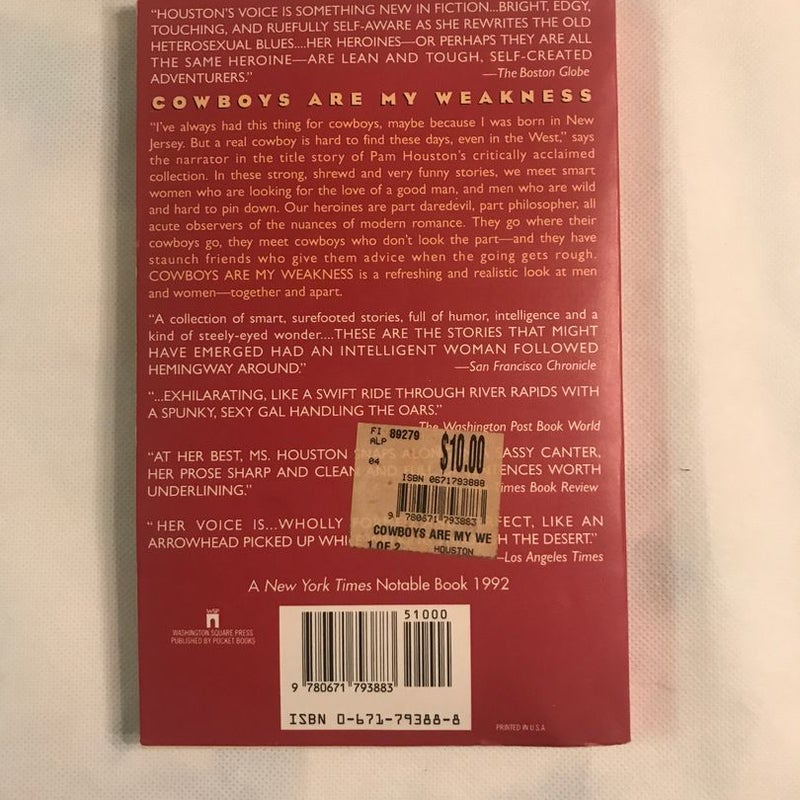 “HOUSTON’S VOICE IS SOMETHING NEW IN FICTION...BRIGHT, EDGY,
TOUCHING, AND RUEFULLY SELF-AWARE AS SHE REWRITES THE OLD
HETEROSEXUAL BLUES....HER HEROINES—OR PERHAPS THEY ARE ALL
THE SAME HEROINE—ARE LEAN AND TOUGH, SELF-CREATED
ADVENTURERS.” —The Boston Globe
COWBOYS ARE MY WEAKNESS
“I’ve always had this thing for cowboys, maybe because I was born in New
Jersey. But a real cowboy is hard to find these days, even in the West,” says
the narrator in the title story of Pam Houston’s critically acclaimed
collection. In these strong, shrewd and very funny stories, we meet smart
women who are looking for the love of a good man, and men who are wild
and hard to pin down. Our heroines are part daredevil, part philosopher, all
acute observers of the nuances of modern romance. They go where their
cowboys go, they meet cowboys who don’t look the part—and they have
staunch friends who give them advice when the going gets rough.
COWBOYS ARE MY WEAKNESS is a refreshing and realistic look at men
and women—together and apart.
“A collection of smart, surefooted stories, full of humor, intelligence and a
kind of steely-eyed wonder....THESE ARE THE STORIES THAT MIGHT
HAVE EMERGED HAD AN INTELLIGENT WOMAN FOLLOWED
HEMINGWAY AROUND.” —San Francisco Chronicle
“...EXHILARATING, LIKE A SWIFT RIDE THROUGH RIVER RAPIDS WITH
A SPUNKY, SEXY GAL HANDLING THE OARS.”
The Washington Post Book World
“AT HER BEST, MS. HOUSTON SNAPS ALON SASSY CANTER,
HER PROSE SHARP AND CLEAN AND ENCES WORTH
UNDERLINING.” imes Book Review
“HER VOICE IS...WHOLLY RFECT, LIKE AN
ARROWHEAD PICKED UP WHI H THE DESERT.”
—Los Angeles Times
FI 89279
ALP
$10.00
04
ISBN 0671793888
9 780671 793883
COWBOYS ARE MY WE
1 OF 2 HOUSTON
A New York Times Notable Book 1992
WSP
WASHINGTON SQUARE PRESS
PUBLISHED BY POCKET BOOKS
51000
9 780671 793883
ISBN 0-671-79388-8
PRINTED IN U.S.A.